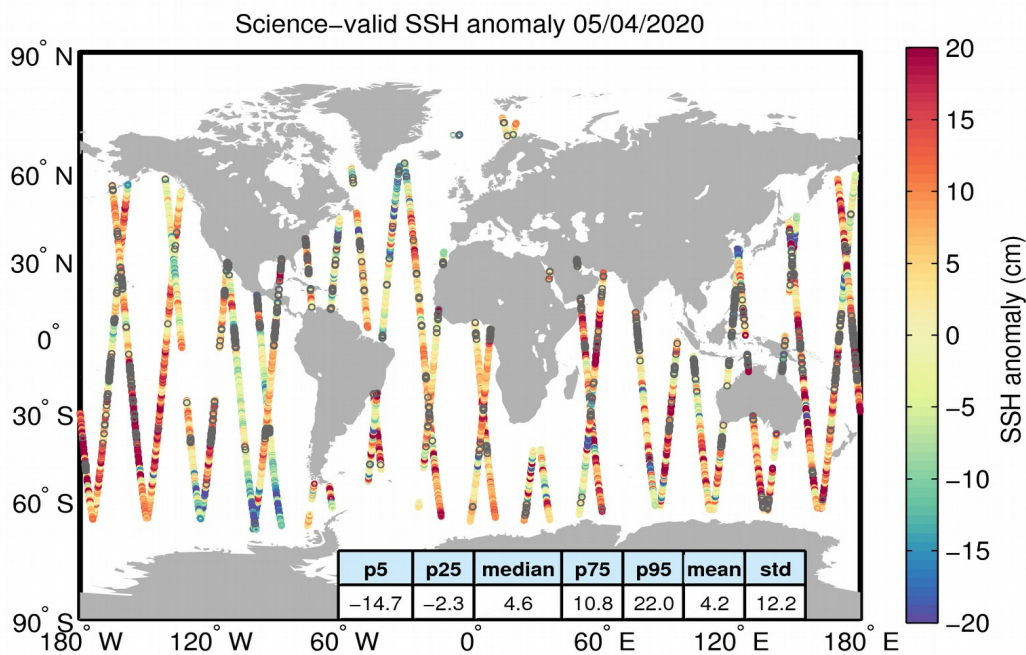 Science−valid SSH anomaly 05/04/2020
90° N
60° N
30° N
0°
30° S
60° S
90° S
180° W
120° W
60° W
0°
60° E
120° E
180° E
p5 p25 median p75 p95 mean std
−14.7 −2.3 4.6 10.8 22.0 4.2 12.2
20
15
10
5
0
−5
−10
−15
−20
SSH anomaly (cm)